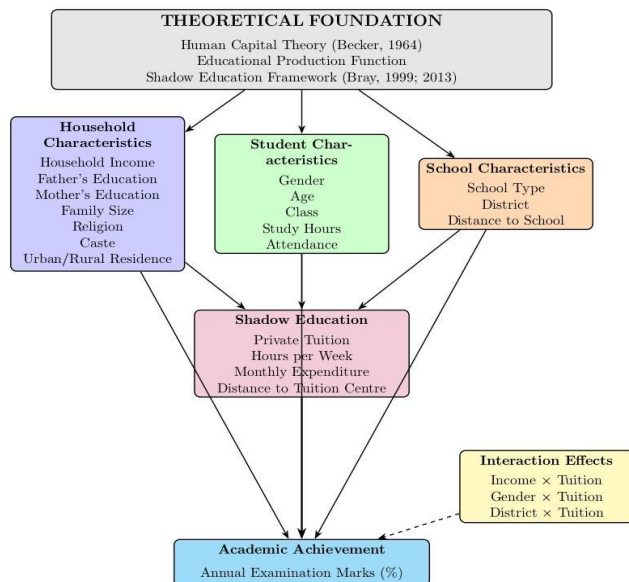 THEORETICAL FOUNDATION
Human Capital Theory (Becker, 1964)
Educational Production Function
Shadow Education Framework (Bray, 1999; 2013)
Household
Characteristics
Household Income
Father's Education
Mother's Education
Family Size
Religion
Caste
Urban/Rural Residence
Student Char-
acteristics
Gender
Age
Class
Study Hours
Attendance
School Characteristics
School Type
District
Distance to School
Shadow Education
Private Tuition
Hours per Week
Monthly Expenditure
Distance to Tuition Centre
Interaction Effects
Income × Tuition
Gender × Tuition
District × Tuition
Academic Achievement
Annual Examination Marks (%)